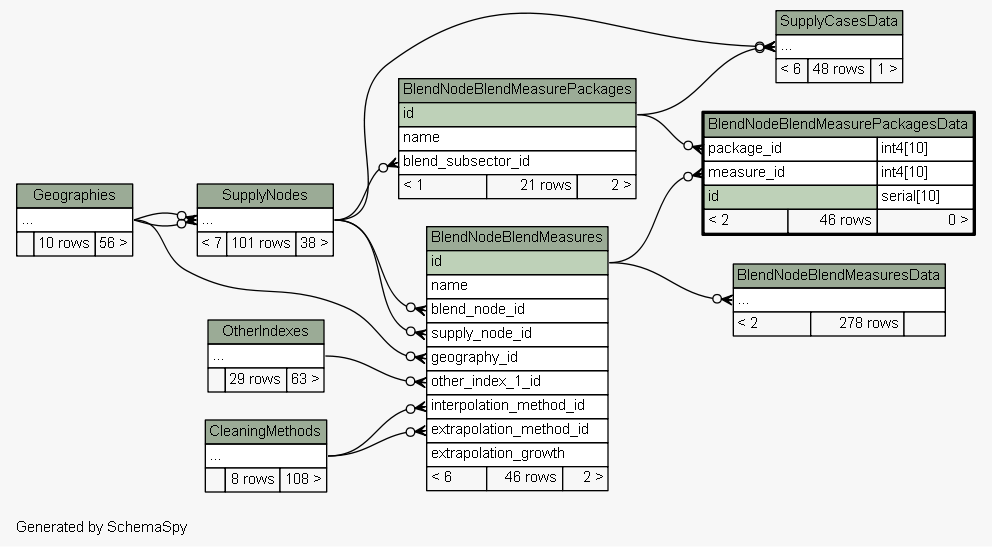 SupplyCasesData
...
< 6 48 rows 1 >
BlendNodeBlendMeasurePackages
id
name
blend_subsector_id
< 1 21 rows 2 >
BlendNodeBlendMeasurePackagesData
package_id int4[10]
measure_id int4[10]
id serial[10]
< 2 46 rows 0 >
Geographies
...
10 rows 56 >
SupplyNodes
...
< 7 101 rows 38 >
BlendNodeBlendMeasures
id
name
blend_node_id
supply_node_id
geography_id
other_index_1_id
interpolation_method_id
extrapolation_method_id
extrapolation_growth
< 6 46 rows 2 >
BlendNodeBlendMeasuresData
...
< 2 278 rows
OtherIndexes
...
29 rows 63 >
CleaningMethods
...
8 rows 108 >
Generated by SchemaSpy